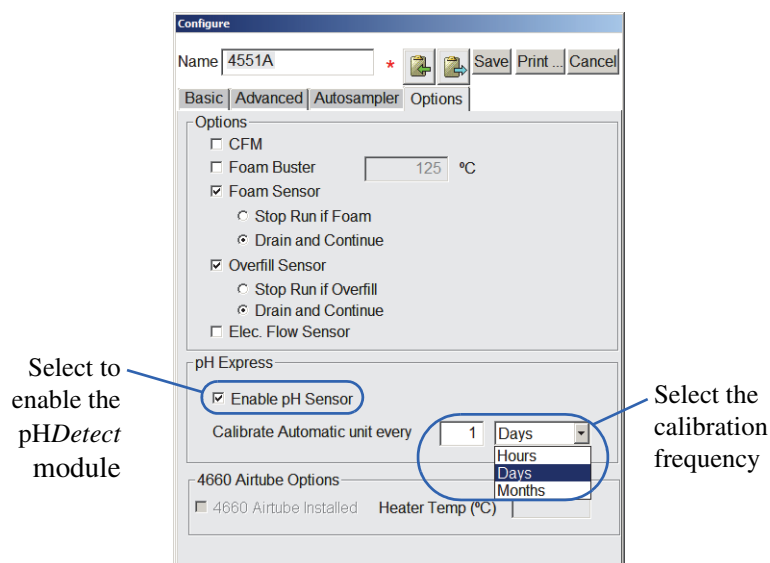 Configure
Name 4551A * Save Print ... Cancel
Basic Advanced Autosampler Options
Options
CFM
Foam Buster 125 ºC
Foam Sensor
Stop Run if Foam
Drain and Continue
Overfill Sensor
Stop Run if Overfill
Drain and Continue
Elec. Flow Sensor
pH Express
Enable pH Sensor
Calibrate Automatic unit every 1 Days
Hours
Days
Months
4660 Airtube Options
4660 Airtube Installed Heater Temp (ºC)
Select to
enable the
pHDetect
module
Select the
calibration
frequency